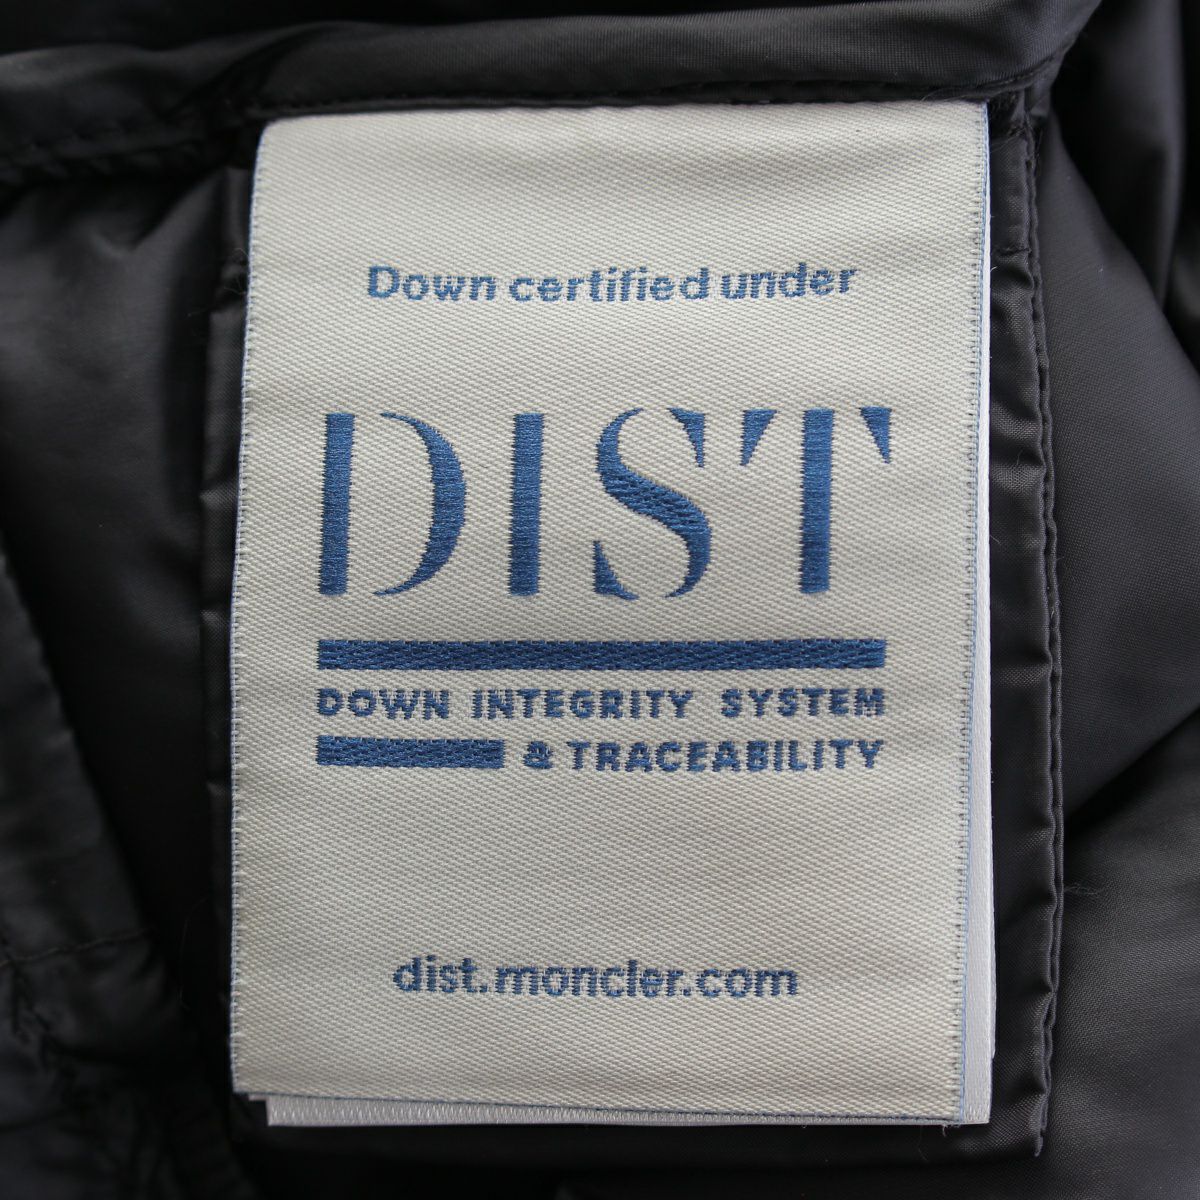 Down certified under
DIST
DOWN INTEGRITY SYSTEM
& TRACEABILITY
dist.moncler.com